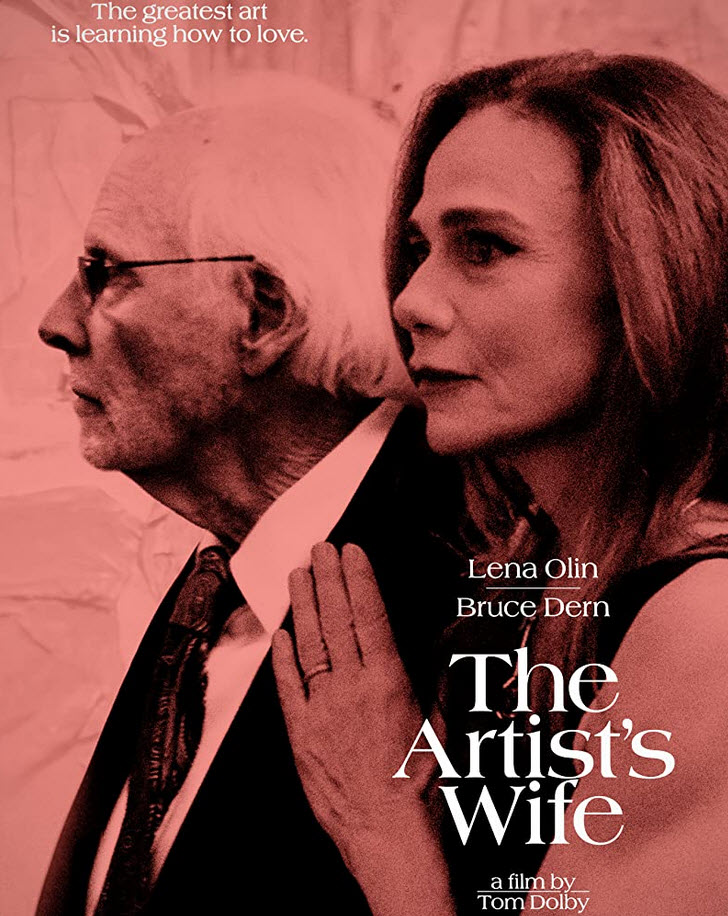 The greatest art
is learning how to love.
Lena Olin
Bruce Dern
The
Artist's
Wife
a film by
Tom Dolby